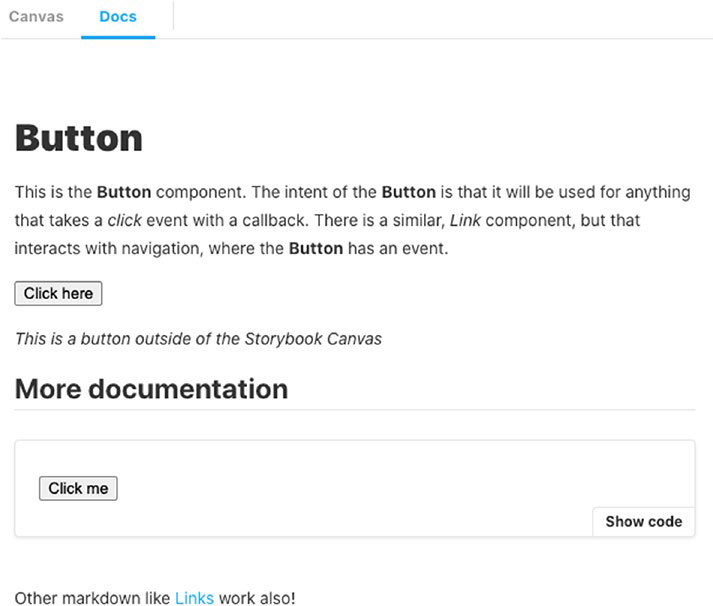 Canvas Docs
Button
This is the Button component. The intent of the Button is that it will be used for anything
that takes a click event with a callback. There is a similar, Link component, but that
interacts with navigation, where the Button has an event.
Click here
This is a button outside of the Storybook Canvas
More documentation
Click me
Show code
Other markdown like Links work also!